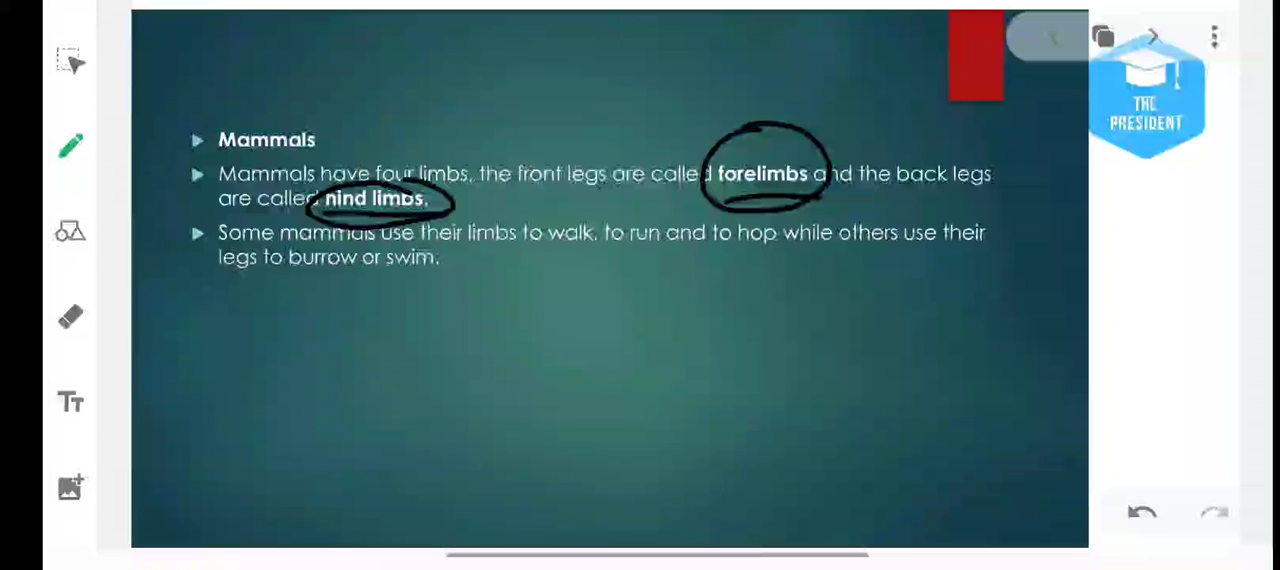 THE
PRESIDENT
Mammals
Mammals have four limbs, the front legs are called forelimbs and the back legs
are called hind limbs.
Some mammals use their limbs to walk, to run and to hop while others use their
legs to burrow or swim.
TT